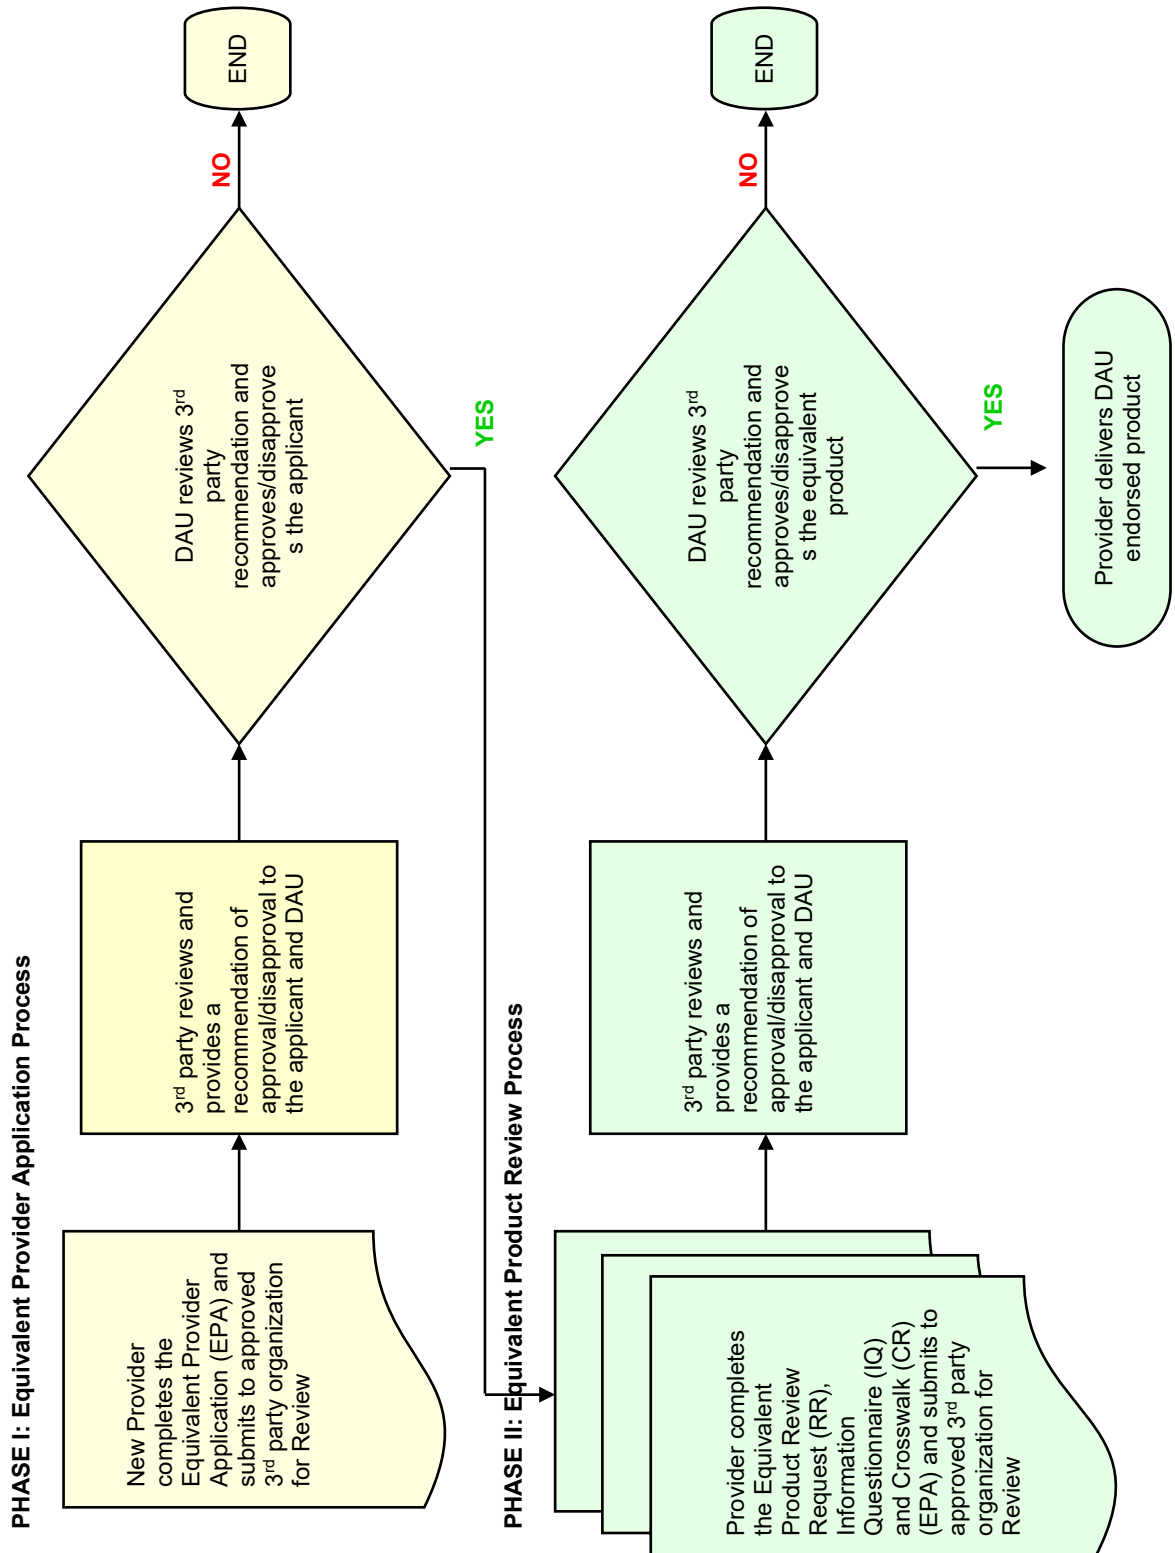 PHASE I: Equivalent Provider Application Process
New Provider
completes the
Equivalent Provider
Application (EPA) and
submits to approved
3rd party organization
for Review
3rd party reviews and
provides a
recommendation of
approval/disapproval to
the applicant and DAU
DAU reviews 3rd
party
recommendation and
approves/disapprove
s the applicant
NO
END
YES
PHASE II: Equivalent Product Review Process
Provider completes
the Equivalent
Product Review
Request (RR),
Information
Questionnaire (IQ)
and Crosswalk (CR)
(EPA) and submits to
approved 3rd party
organization for
Review
3rd party reviews and
provides a
recommendation of
approval/disapproval to
the applicant and DAU
DAU reviews 3rd
party
recommendation and
approves/disapprove
s the equivalent
product
NO
END
YES
Provider delivers DAU
endorsed product